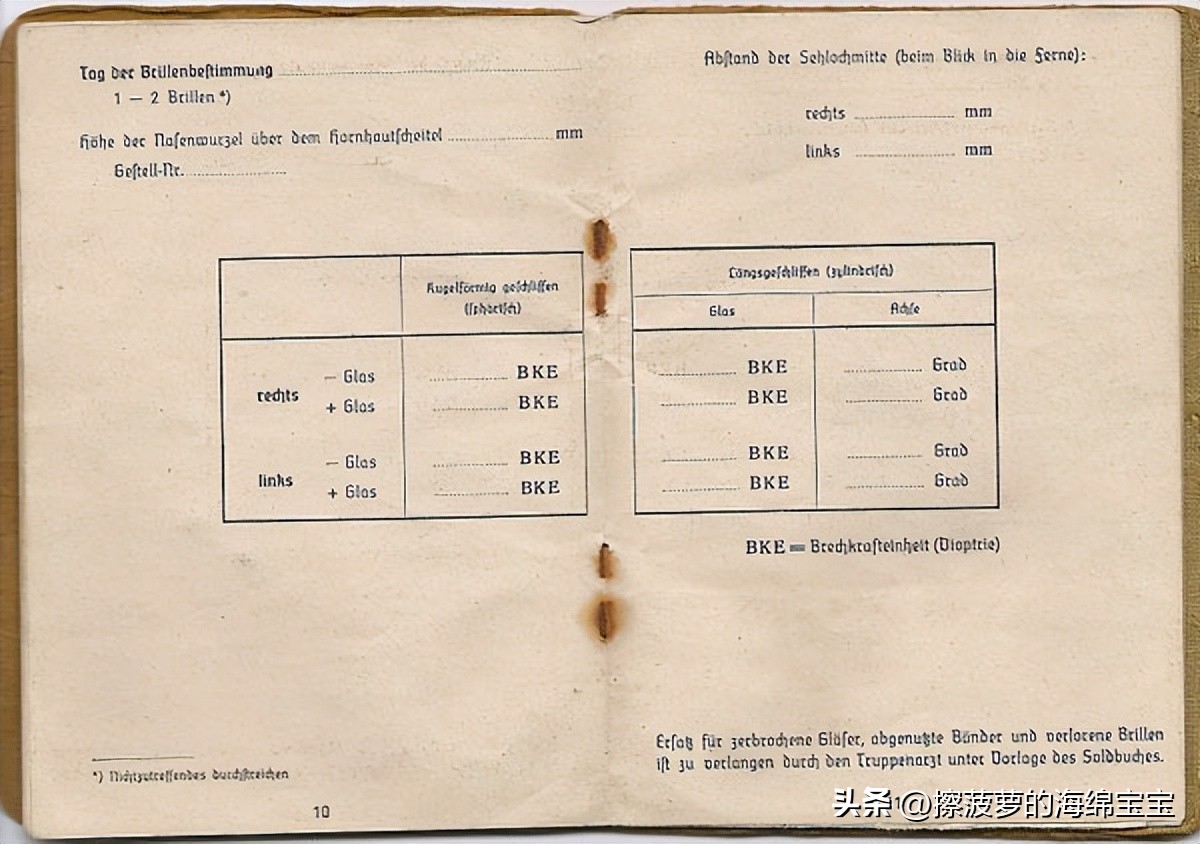 Tag der Brillenbestimmung ....................
1 — 2 Brillen *)
Höhe der Nasenwurzel über dem Hornhautscheitel .................... mm
Gestell-Nr. ....................
Kugelförmig geschliffen
(sphärisch)
rechts — Glas .................... BKE
+ Glas .................... BKE
links — Glas .................... BKE
+ Glas .................... BKE
*) Nichtzutreffendes durchstreichen
10
Abstand der Sehlochmitte (beim Blick in die Ferne):
rechts .................... mm
links .................... mm
Längsgeschliffen (zylindrisch)
Glas Achse
.................... BKE .................... Grad
.................... BKE .................... Grad
.................... BKE .................... Grad
.................... BKE .................... Grad
BKE = Brechkrafteinheit (Dioptrie)
Ersatz für zerbrochene Gläser, abgenutzte Bänder und verlorene Brillen
ist zu verlangen durch den Truppenarzt unter Vorlage des Soldbuches.
头条 @擦菠萝的海绵宝宝